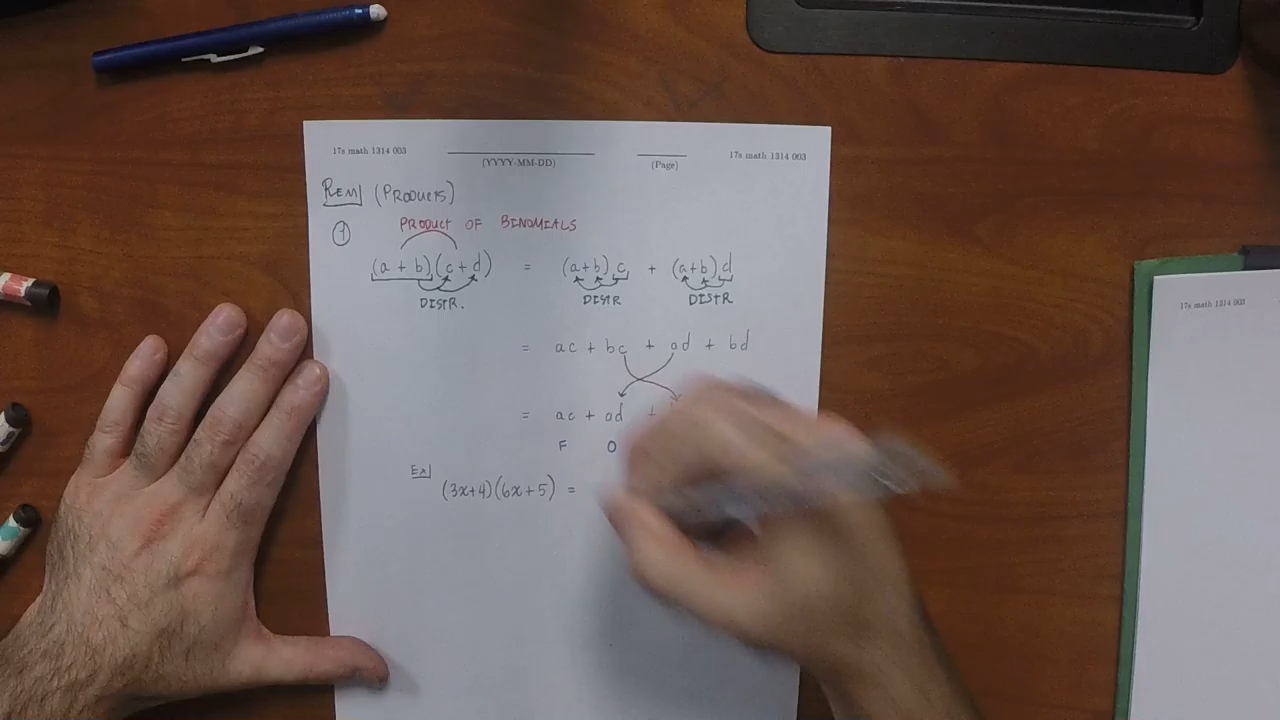 17s math 1314 003 (YYYY-MM-DD) (Page) 17s math 1314 003
REM (PRODUCTS)
1 PRODUCT OF BINOMIALS
(a + b)(c + d) = (a+b)c + (a+b)d
DISTR. DISTR DISTR
= ac + bc + ad + bd
= ac + ad +
F O
EX
(3x+4)(6x+5) =
17s math 1314 003